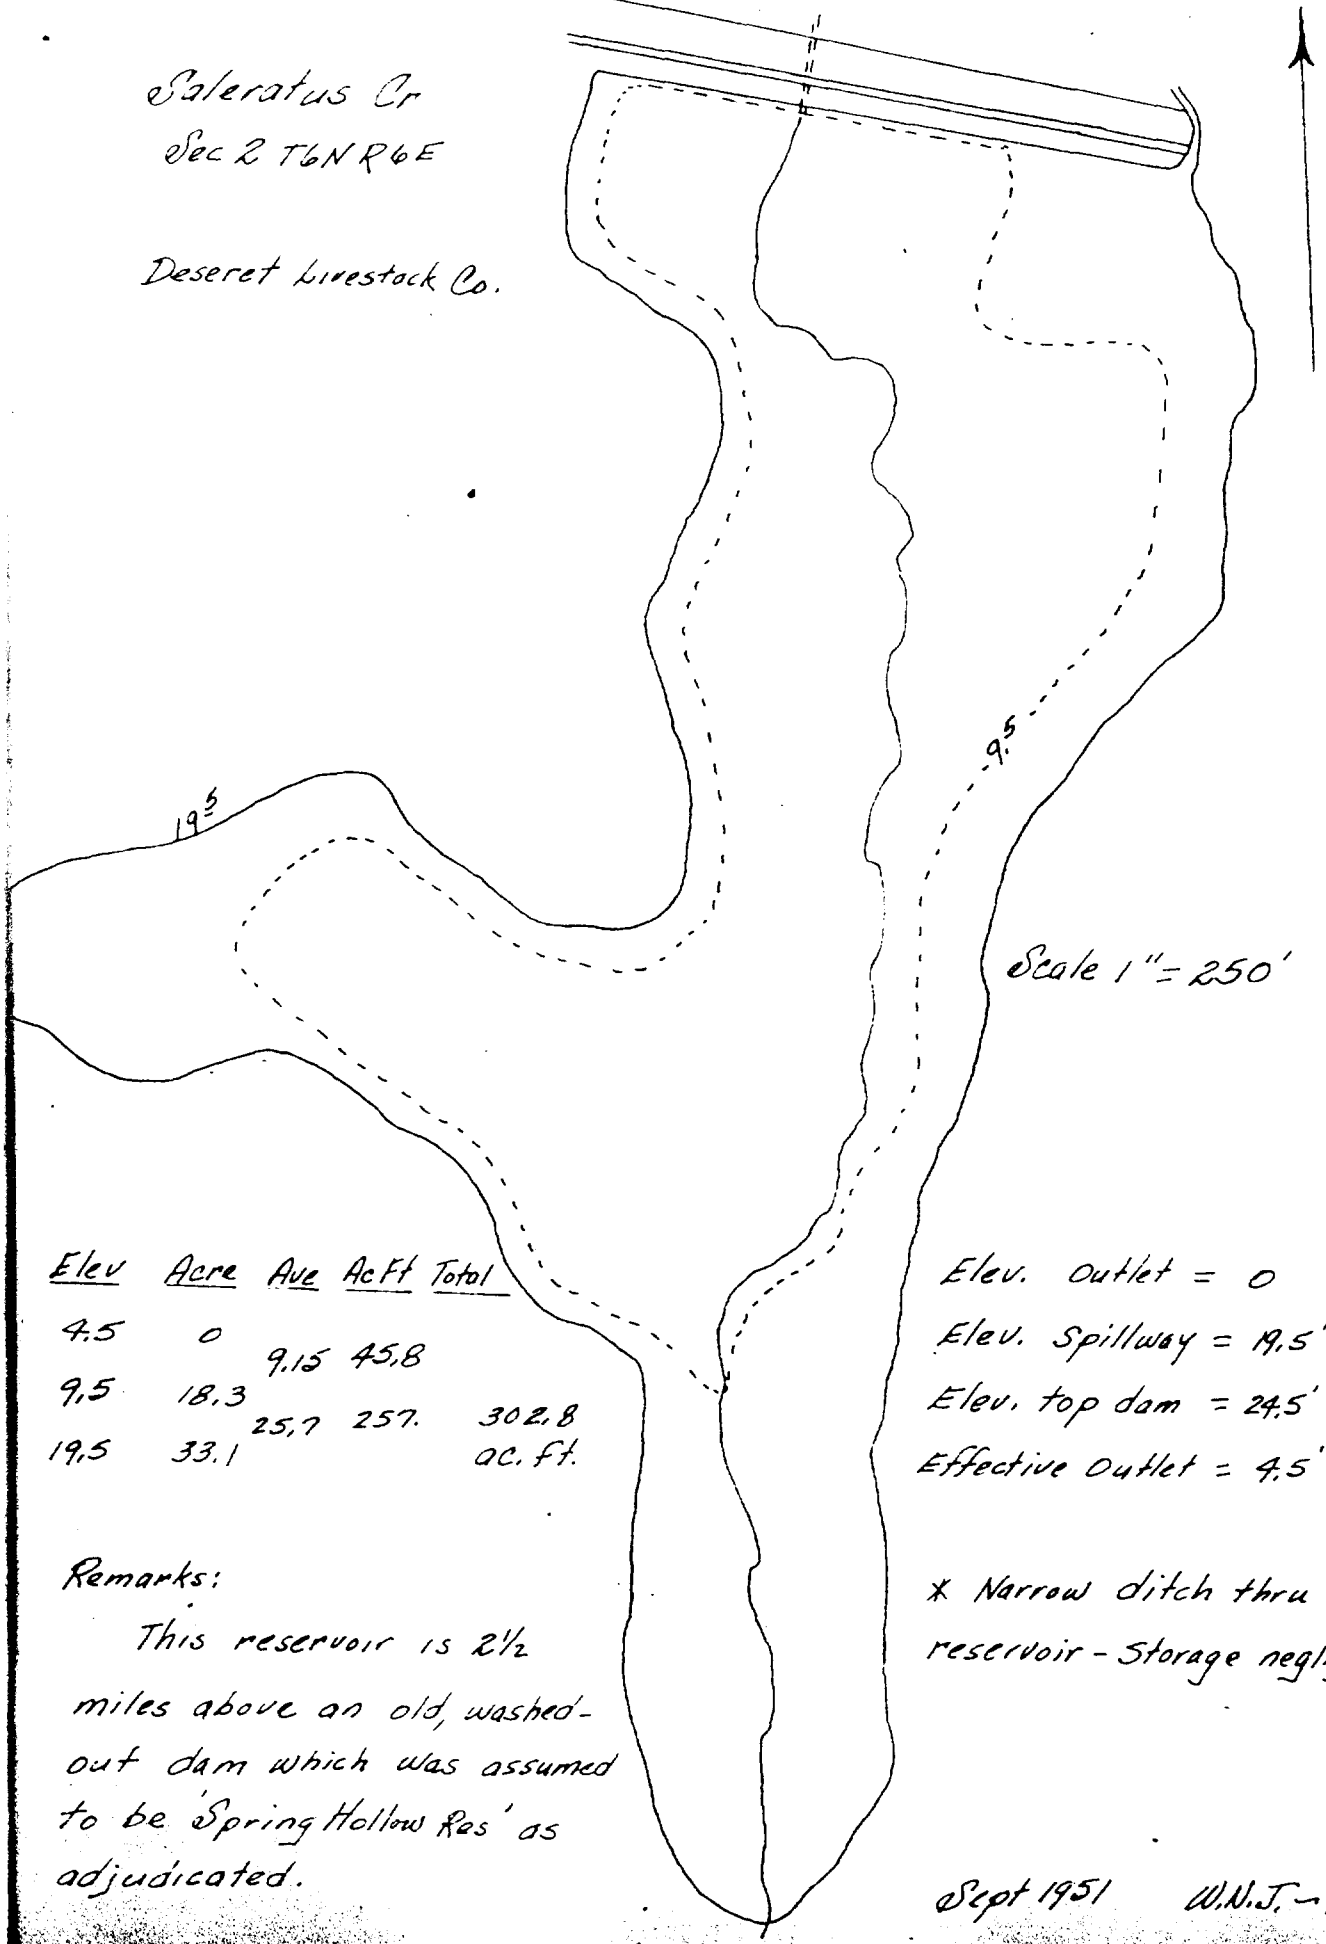 Saleratus Cr
Sec 2 T6N R6E
Deseret Livestock Co.
9.5
19.5
Scale 1" = 250'
Elev Acre Ave Ac Ft Total
4.5 0
9.15 45.8
9.5 18.3
25.7 257. 302.8
19.5 33.1 ac. ft.
Elev. Outlet = 0
Elev. Spillway = 19.5'
Elev. top dam = 24.5'
Effective Outlet = 4.5'
Remarks:
This reservoir is 2½
miles above an old, washed-
out dam which was assumed
to be 'Spring Hollow Res' as
adjudicated.
* Narrow ditch thru
reservoir - Storage negl
Sept 1951 W.N.J.